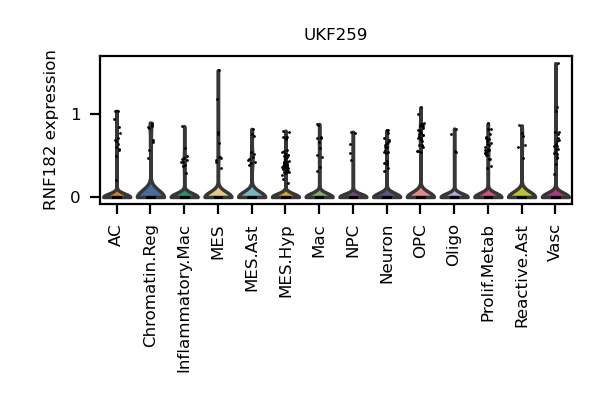 UKF259
RNF182 expression
1
0
AC
Chromatin.Reg
Inflammatory.Mac
MES
MES.Ast
MES.Hyp
Mac
NPC
Neuron
OPC
Oligo
Prolif.Metab
Reactive.Ast
Vasc